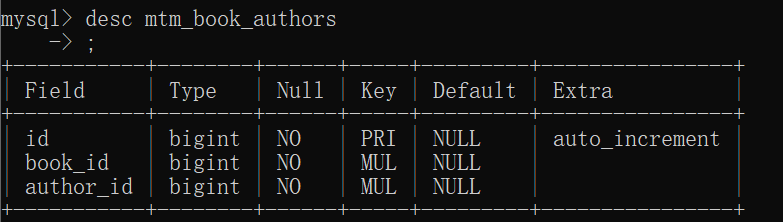 mysql> desc mtm_book_authors
    -> ;
+-----------+--------+------+-----+---------+----------------+
| Field     | Type   | Null | Key | Default | Extra          |
+-----------+--------+------+-----+---------+----------------+
| id        | bigint | NO   | PRI | NULL    | auto_increment |
| book_id   | bigint | NO   | MUL | NULL    |                |
| author_id | bigint | NO   | MUL | NULL    |                |
+-----------+--------+------+-----+---------+----------------+